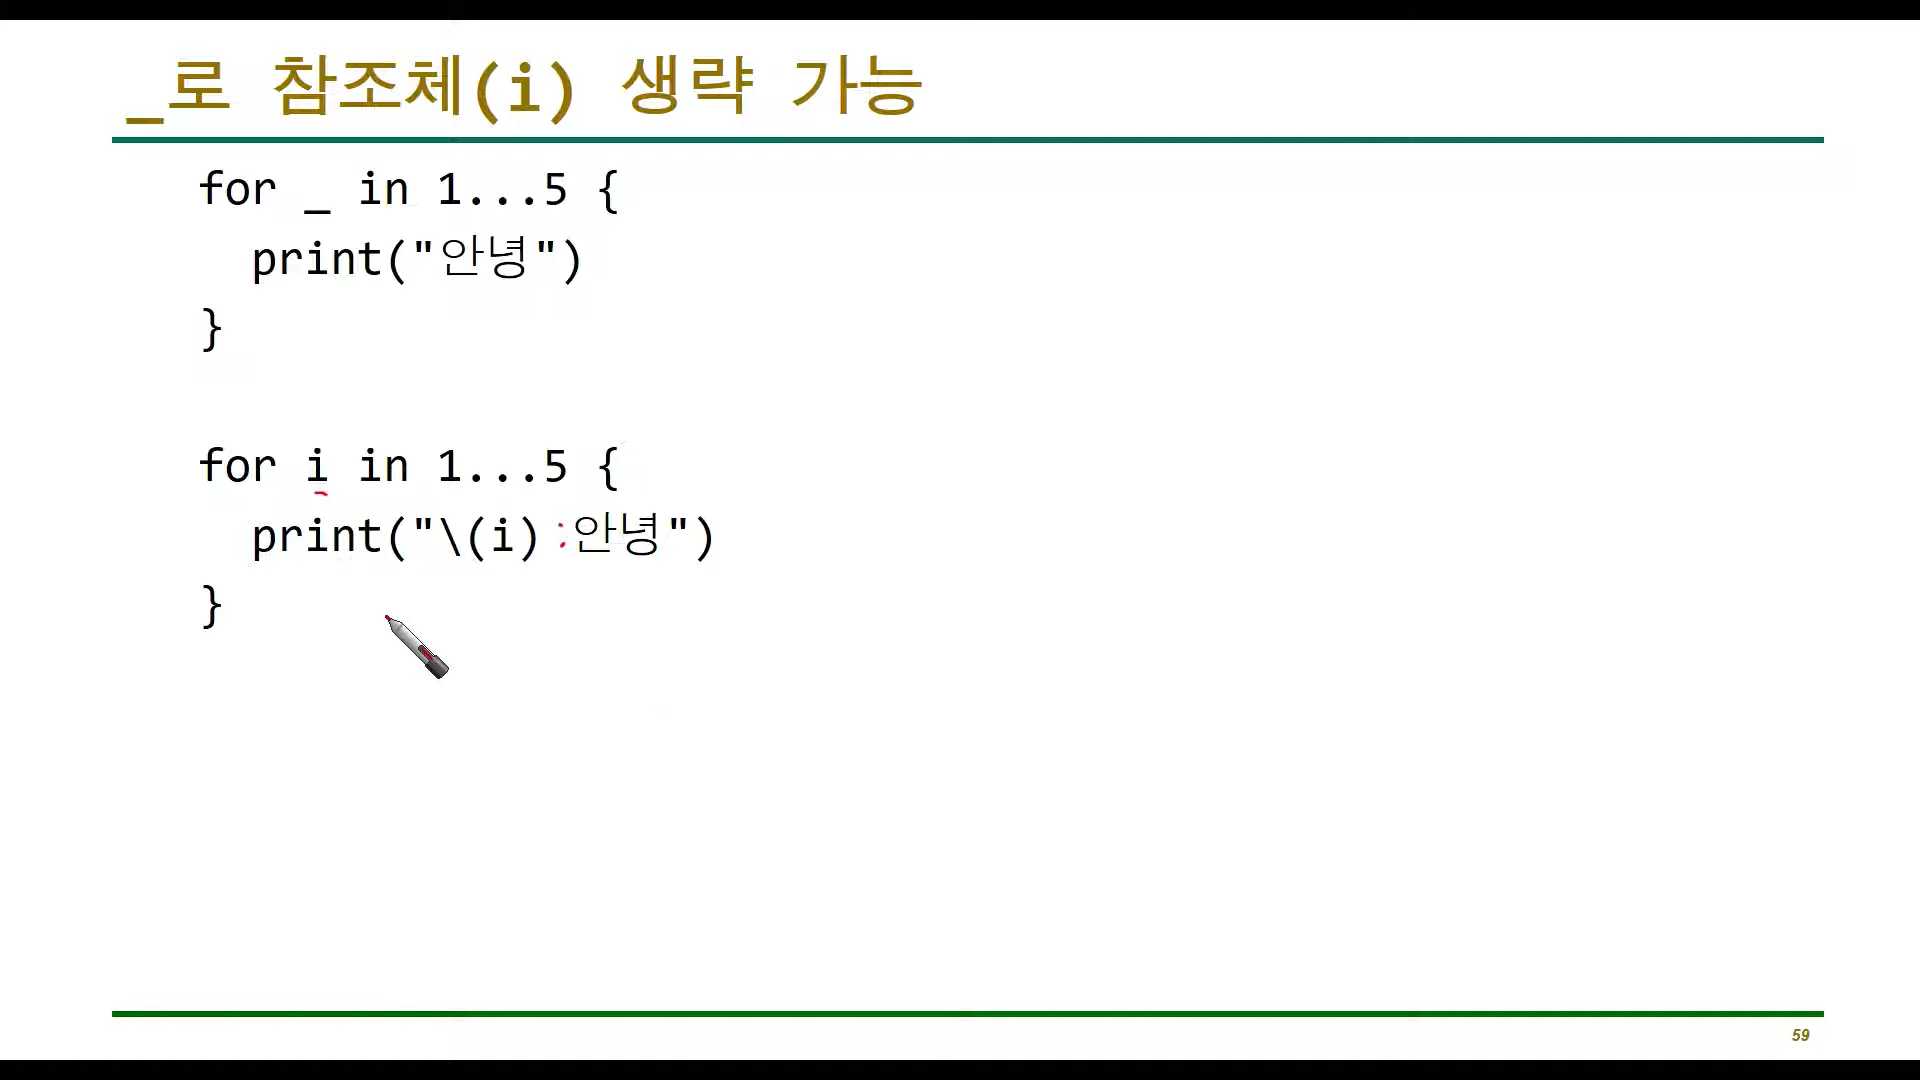 _로 참조체(i) 생략 가능
for _ in 1...5 {
  print("안녕")
}
for i in 1...5 {
  print("\(i) :안녕")
}
59